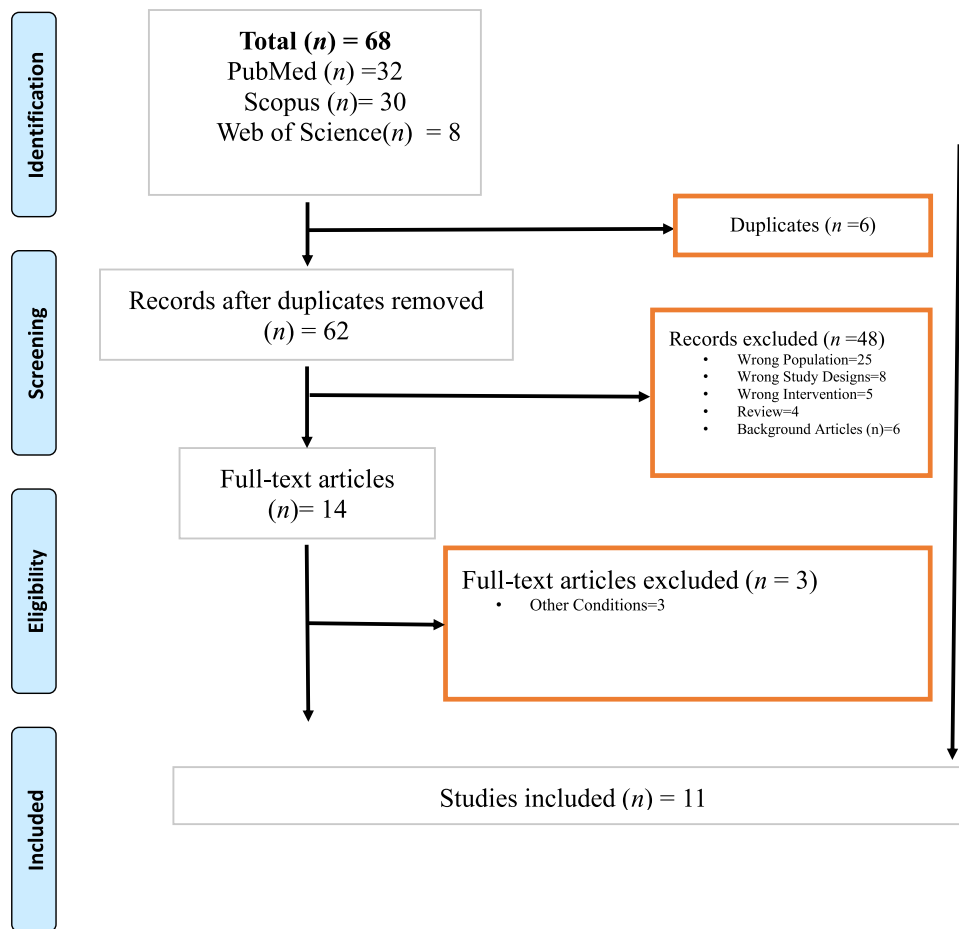 Identification
Total (n) = 68
PubMed (n) =32
Scopus (n)= 30
Web of Science(n) = 8
Duplicates (n =6)
Screening
Records after duplicates removed
(n) = 62
Records excluded (n =48)
• Wrong Population=25
• Wrong Study Designs=8
• Wrong Intervention=5
• Review=4
• Background Articles (n)=6
Full-text articles
(n)= 14
Eligibility
Full-text articles excluded (n = 3)
• Other Conditions=3
Included
Studies included (n) = 11